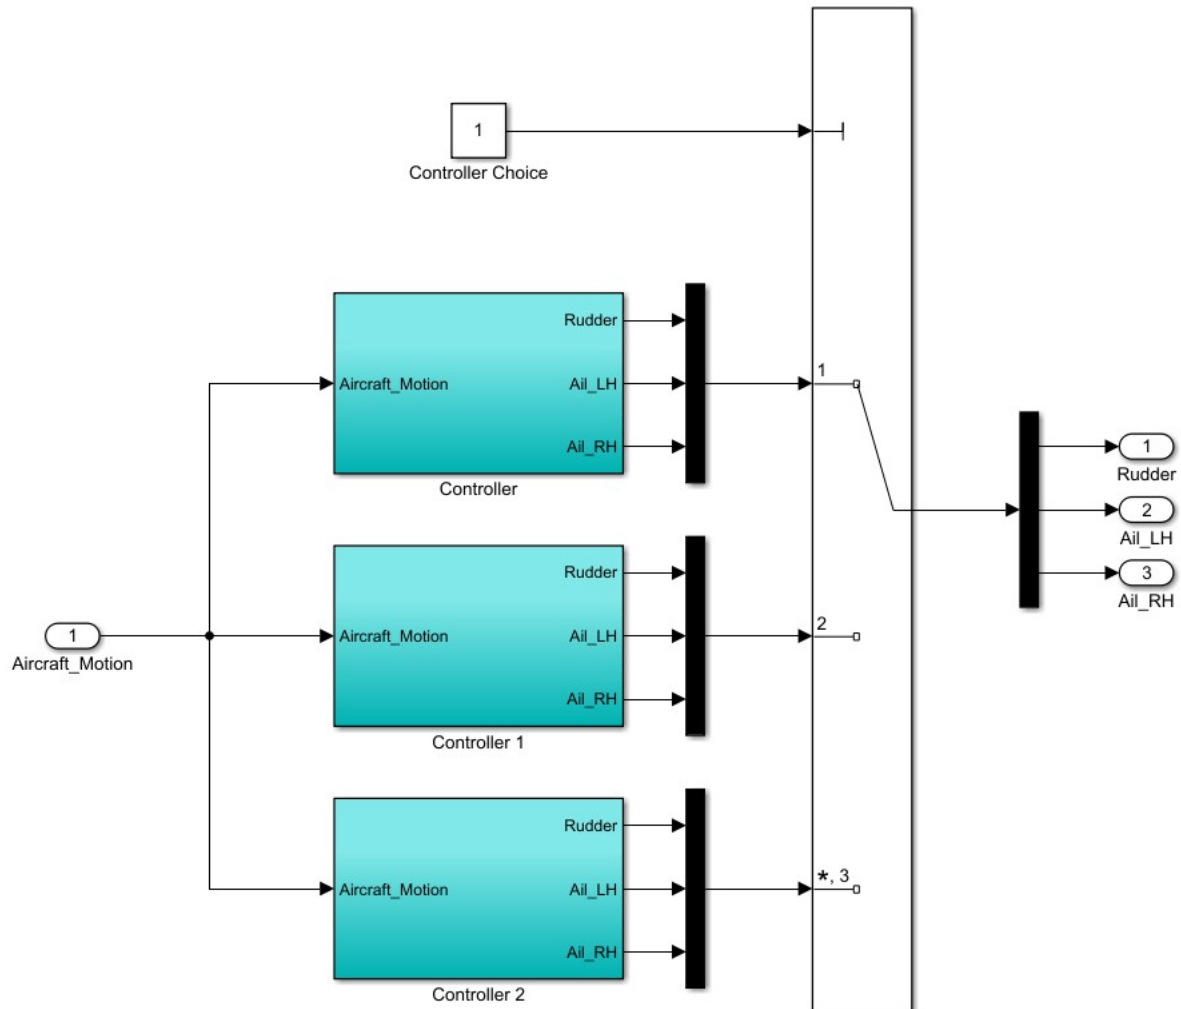 1
Controller Choice
Rudder
Aircraft_Motion
Ail_LH
Ail_RH
Controller
1
1
Rudder
2
Ail_LH
3
Ail_RH
1
Aircraft_Motion
Rudder
Aircraft_Motion
Ail_LH
Ail_RH
Controller 1
2
Rudder
Aircraft_Motion
Ail_LH
Ail_RH
Controller 2
*, 3